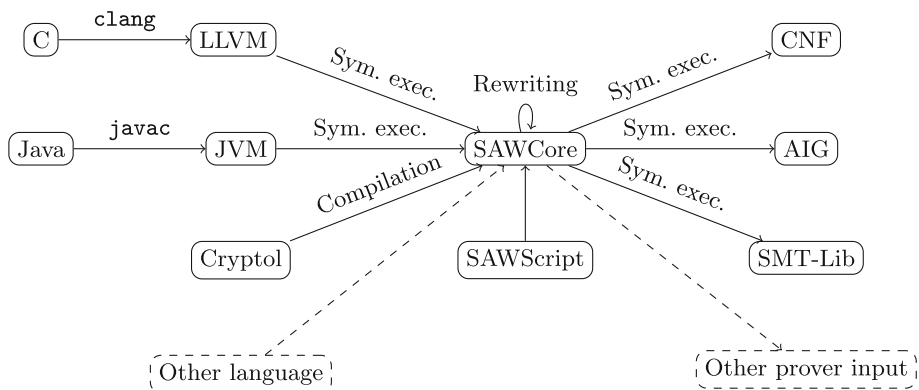 clang
C
LLVM
CNF
Sym. exec.
Rewriting
Sym. exec.
Java
javac
JVM
Sym. exec.
SAWCore
Sym. exec.
AIG
Compilation
Sym. exec.
Cryptol
SAWScript
SMT-Lib
Other language
Other prover input